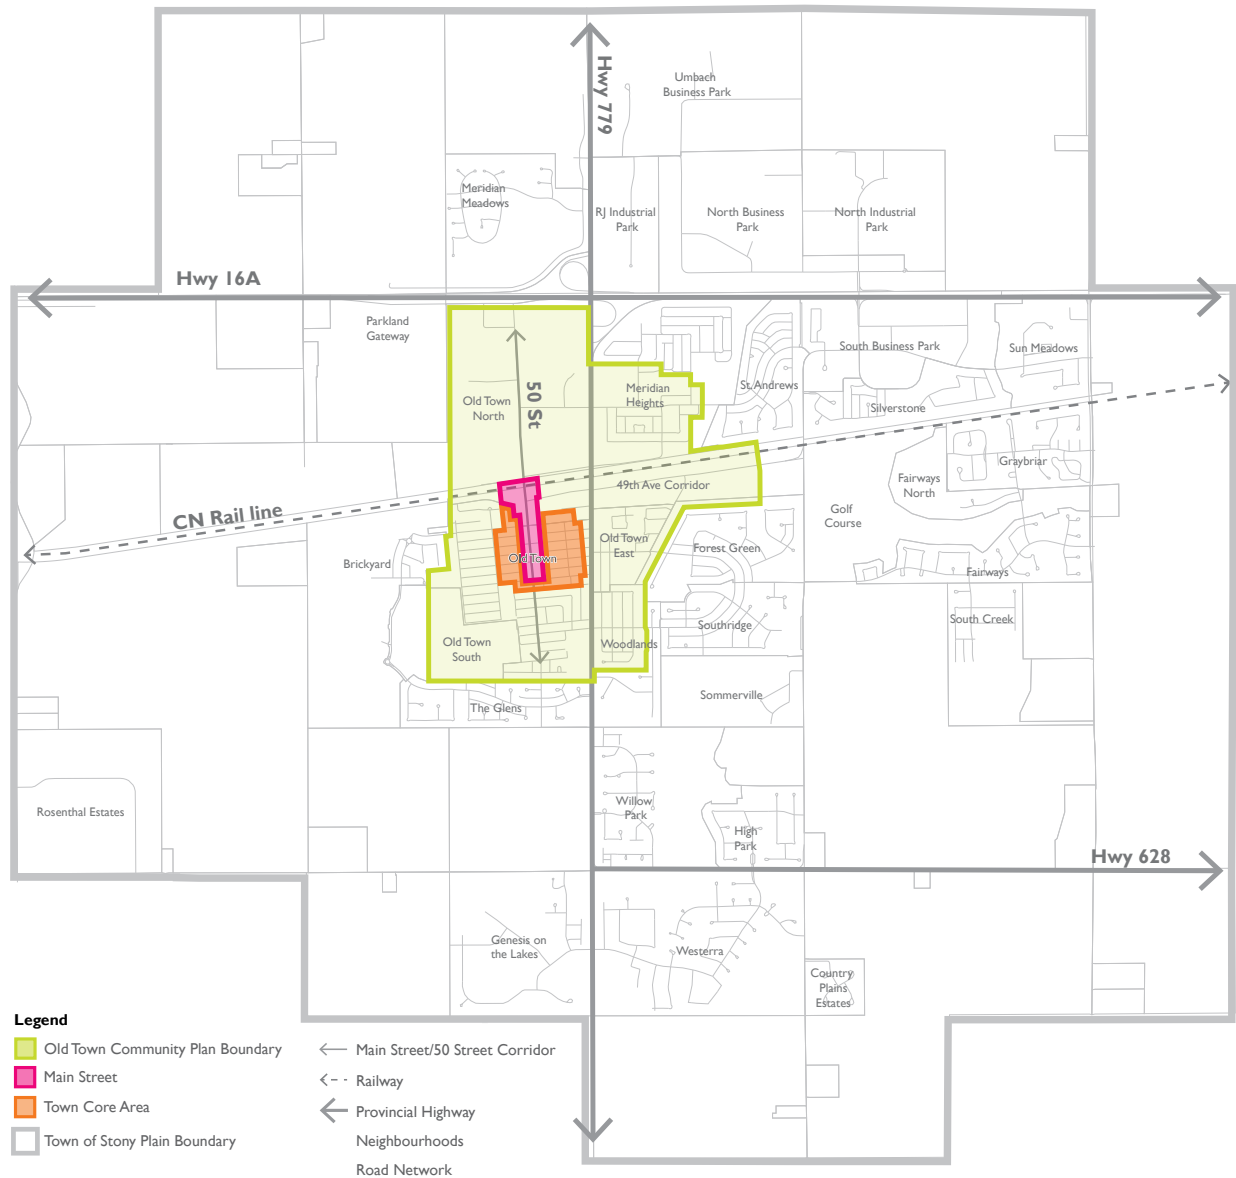 Hwy 779
Umbach
Business Park
Meridian
Meadows
RJ Industrial
Park
North Business
Park
North Industrial
Park
Hwy 16A
Parkland
Gateway
South Business Park
Sun Meadows
50 St
Old Town
North
Meridian
Heights
St. Andrews
Silverstone
CN Rail line
49th Ave Corridor
Fairways
North
Graybriar
Golf
Course
Brickyard
Old Town
Old Town
East
Forest Green
Fairways
Old Town
South
Woodlands
Southridge
South Creek
The Glens
Sommerville
Rosenthal Estates
Willow
Park
High
Park
Hwy 628
Genesis on
the Lakes
Westerra
Country
Plains
Estates
Legend
Old Town Community Plan Boundary
Main Street
Town Core Area
Town of Stony Plain Boundary
Main Street/50 Street Corridor
Railway
Provincial Highway
Neighbourhoods
Road Network